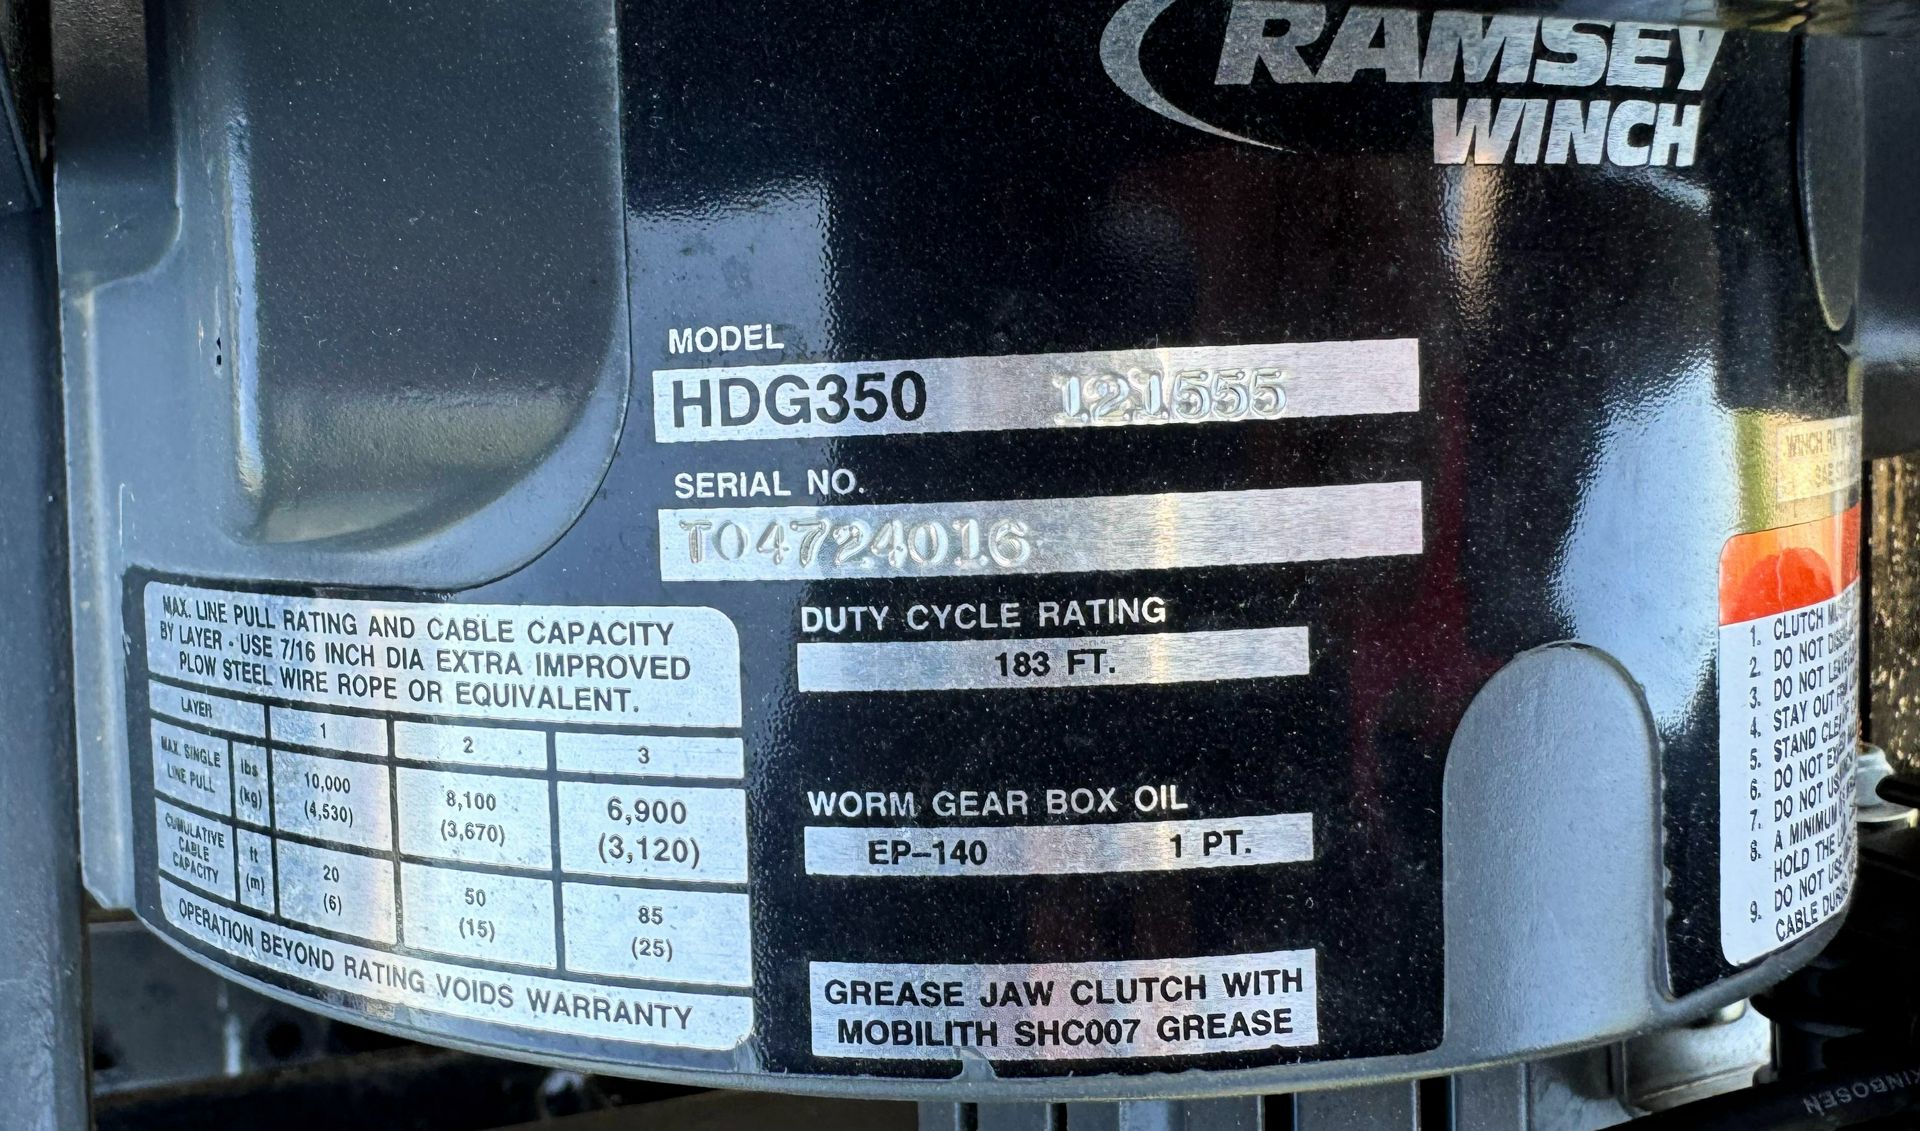 RAMSEY
WINCH
MODEL
HDG350 121555
SERIAL NO.
T04724016
DUTY CYCLE RATING
183 FT.
WORM GEAR BOX OIL
EP-140 1 PT.
GREASE JAW CLUTCH WITH
MOBILITH SHC007 GREASE
MAX. LINE PULL RATING AND CABLE CAPACITY
BY LAYER - USE 7/16 INCH DIA EXTRA IMPROVED
PLOW STEEL WIRE ROPE OR EQUIVALENT.
LAYER 1 2 3
MAX. SINGLE LINE PULL lbs (kg) 10,000 (4,530) 8,100 (3,670) 6,900 (3,120)
CUMULATIVE CABLE CAPACITY ft (m) 20 (6) 50 (15) 85 (25)
OPERATION BEYOND RATING VOIDS WARRANTY
WINCH
1. CLUTCH
2. DO NOT
3. DO NOT
4. STAY OUT
5. STAND
6. DO NOT
7. DO NOT
8. A MINIMUM
HOLD THE
9. DO NOT USE
CABLE